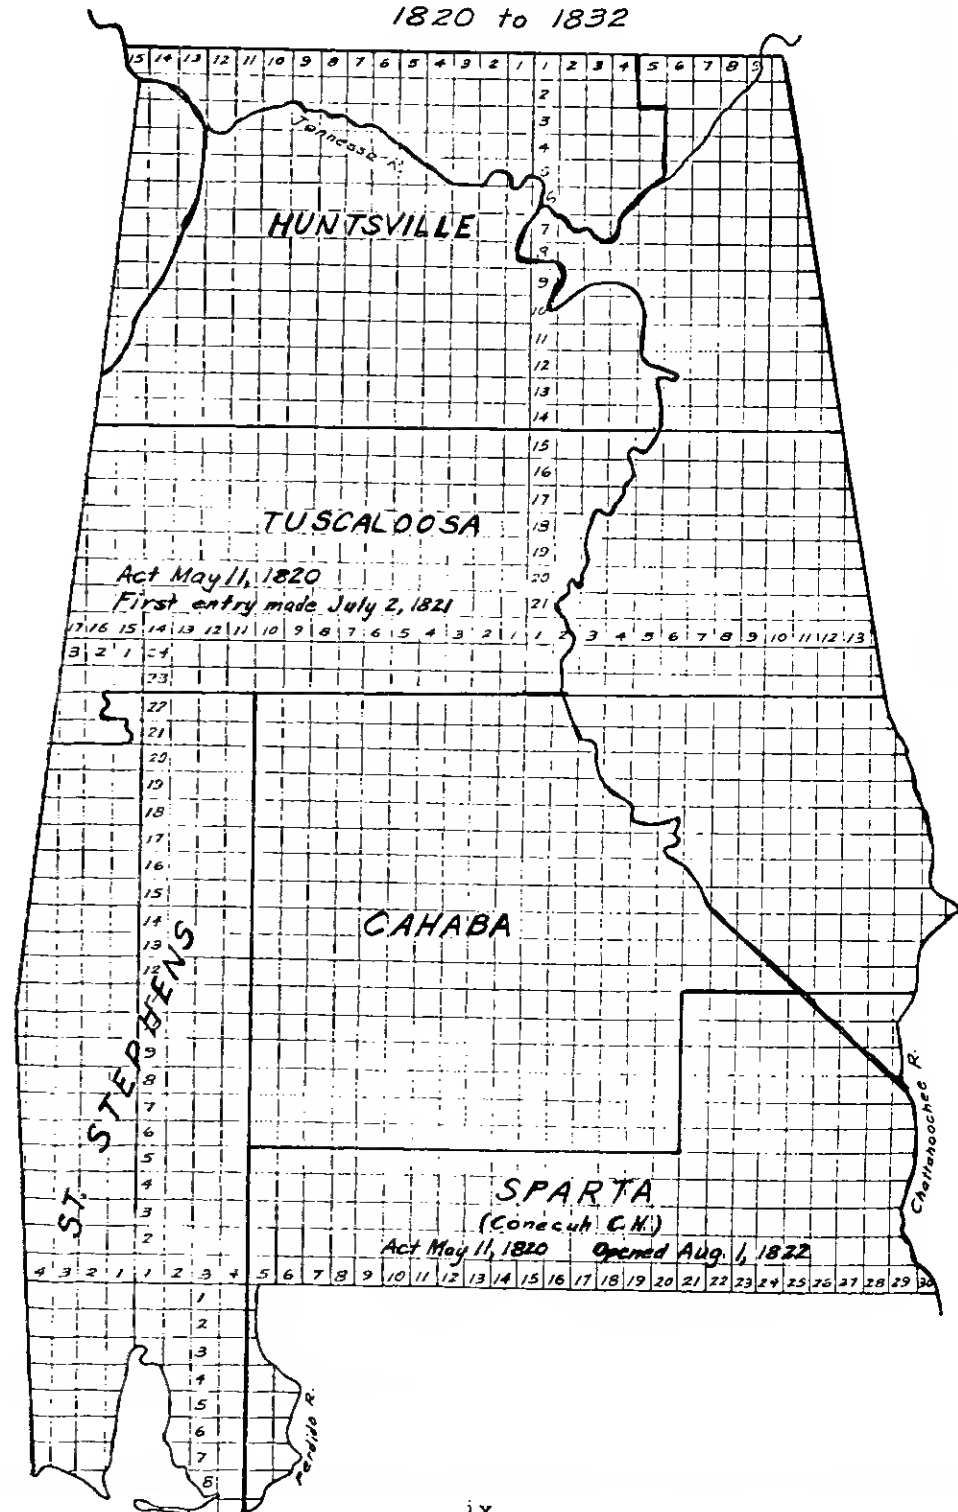 1820 to 1832
15 14 13 12 11 10 9 8 7 6 5 4 3 2 1 1 2 3 4 5 6 7 8 9
2
3
4
5
6
7
8
9
10
11
12
13
14
15
16
17
18
19
20
21
Tennesse R.
HUNTSVILLE
TUSCALOOSA
Act May 11, 1820
First entry made July 2, 1821
17 16 15 14 13 12 11 10 9 8 7 6 5 4 3 2 1 1 2 3 4 5 6 7 8 9 10 11 12 13
3 2 1 24
23
22
21
20
19
18
17
16
15
14
13
12
9
8
7
6
5
4
3
2
ST. STEPHENS
CAHABA
Chattahoochee R.
SPARTA
(Conecuh C.H.)
Act May 11, 1820 Opened Aug. 1, 1822
4 3 2 1 1 2 3 4 5 6 7 8 9 10 11 12 13 14 15 16 17 18 19 20 21 22 23 24 25 26 27 28 29 30
1
2
3
4
5
6
7
8
Perdido R.
ix